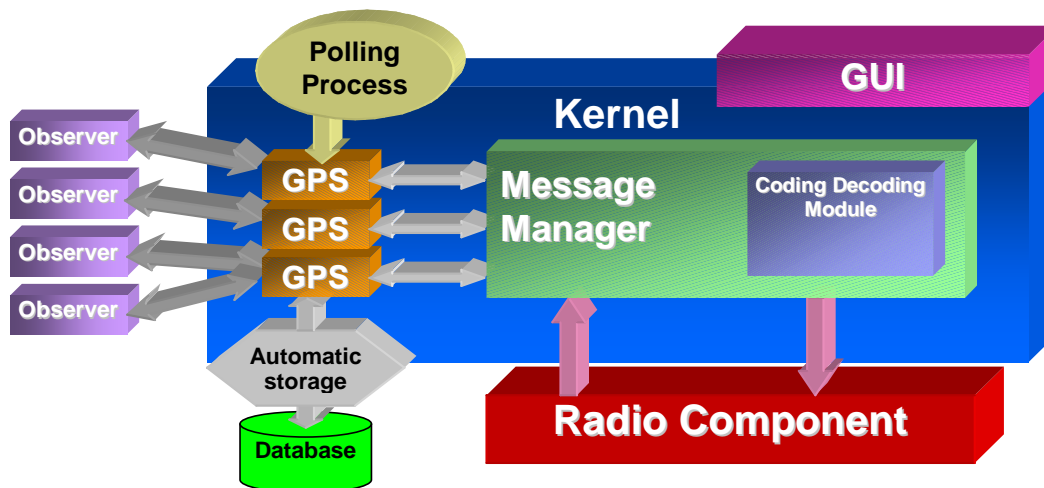 Polling
Process
GUI
Kernel
Observer
Observer
Observer
Observer
GPS
GPS
GPS
Message
Manager
Coding Decoding
Module
Automatic
storage
Database
Radio Component